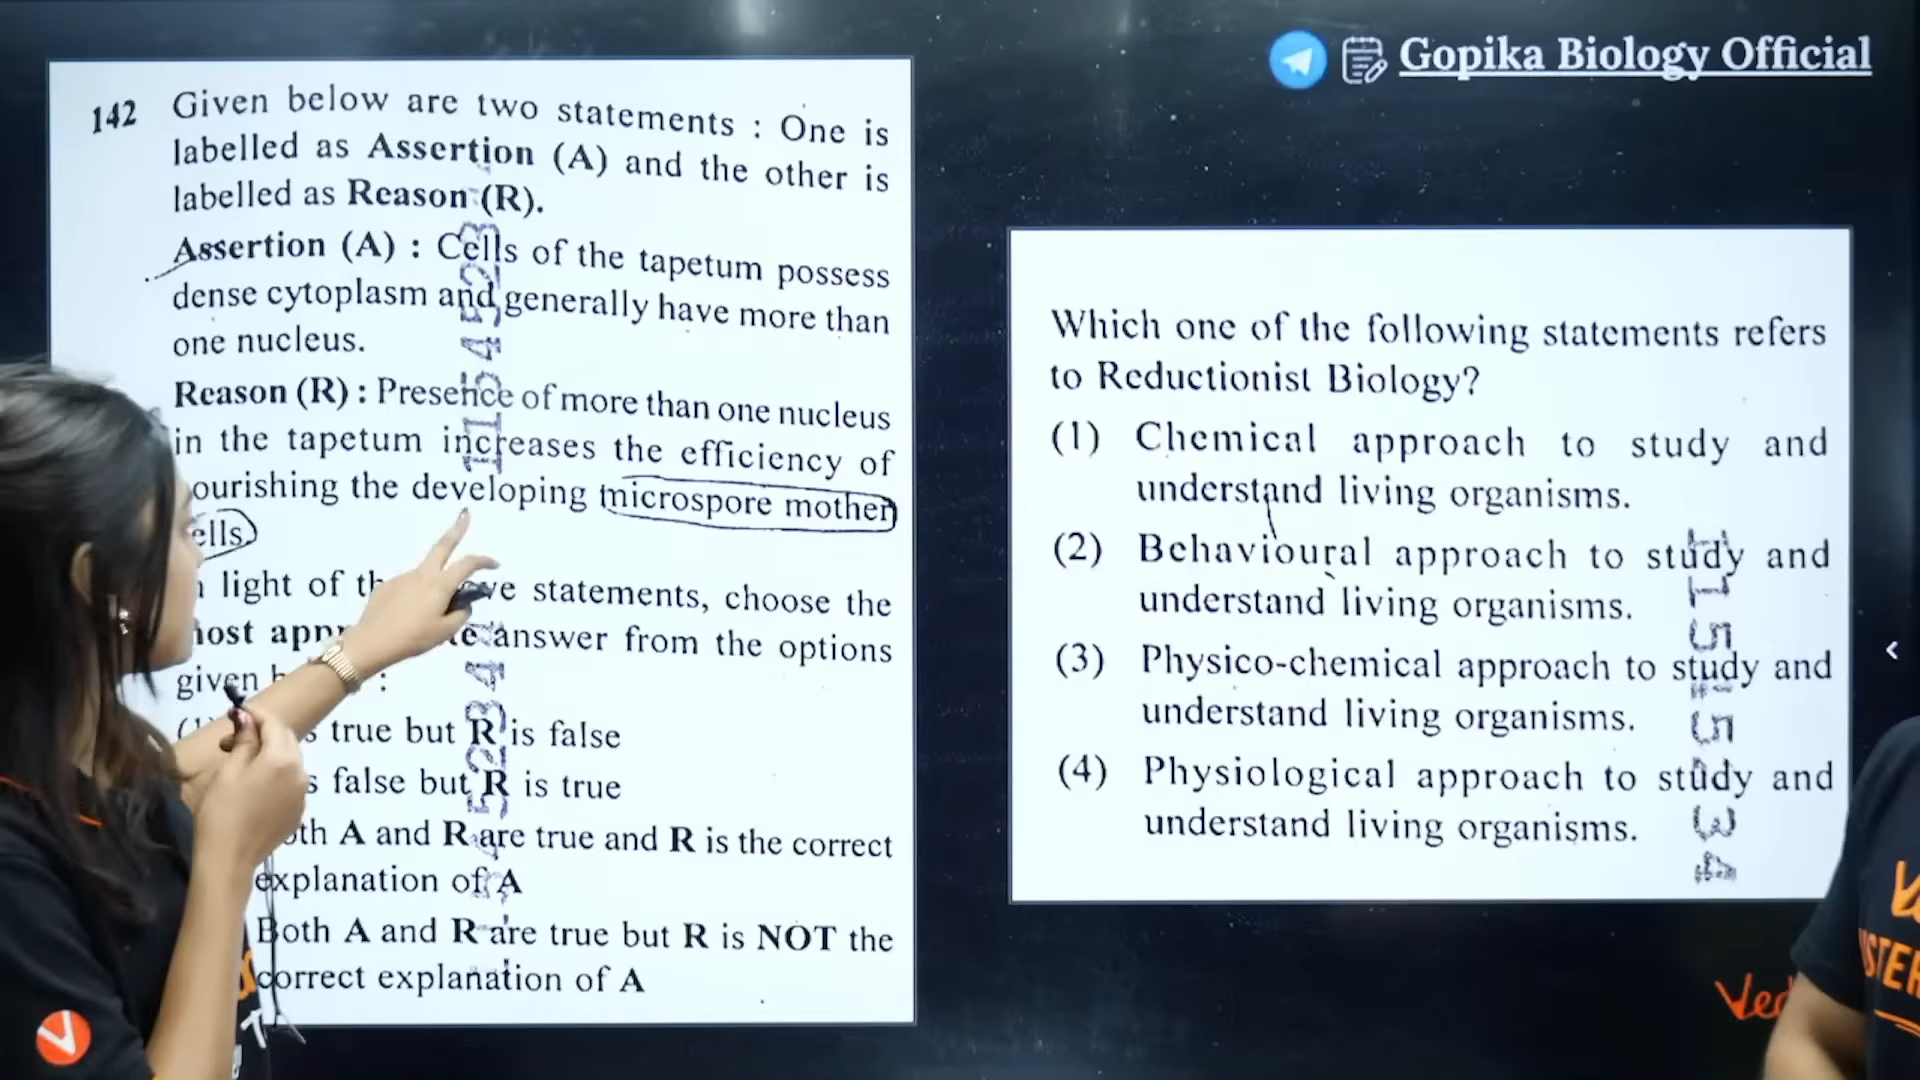 Gopika Biology Official
142 Given below are two statements : One is
labelled as Assertion (A) and the other is
labelled as Reason (R).
Assertion (A) : Cells of the tapetum possess
dense cytoplasm and generally have more than
one nucleus.
Reason (R) : Presence of more than one nucleus
in the tapetum increases the efficiency of
ourishing the developing microspore mother
ells
light of ve statements, choose the
ost answer from the options
given :
(1) s true but R is false
s false but R is true
th A and R are true and R is the correct
explanation of A
Both A and R are true but R is NOT the
correct explanation of A
Which one of the following statements refers
to Reductionist Biology?
(1) Chemical approach to study and
understand living organisms.
(2) Behavioural approach to study and
understand living organisms.
(3) Physico-chemical approach to study and
understand living organisms.
(4) Physiological approach to study and
understand living organisms.